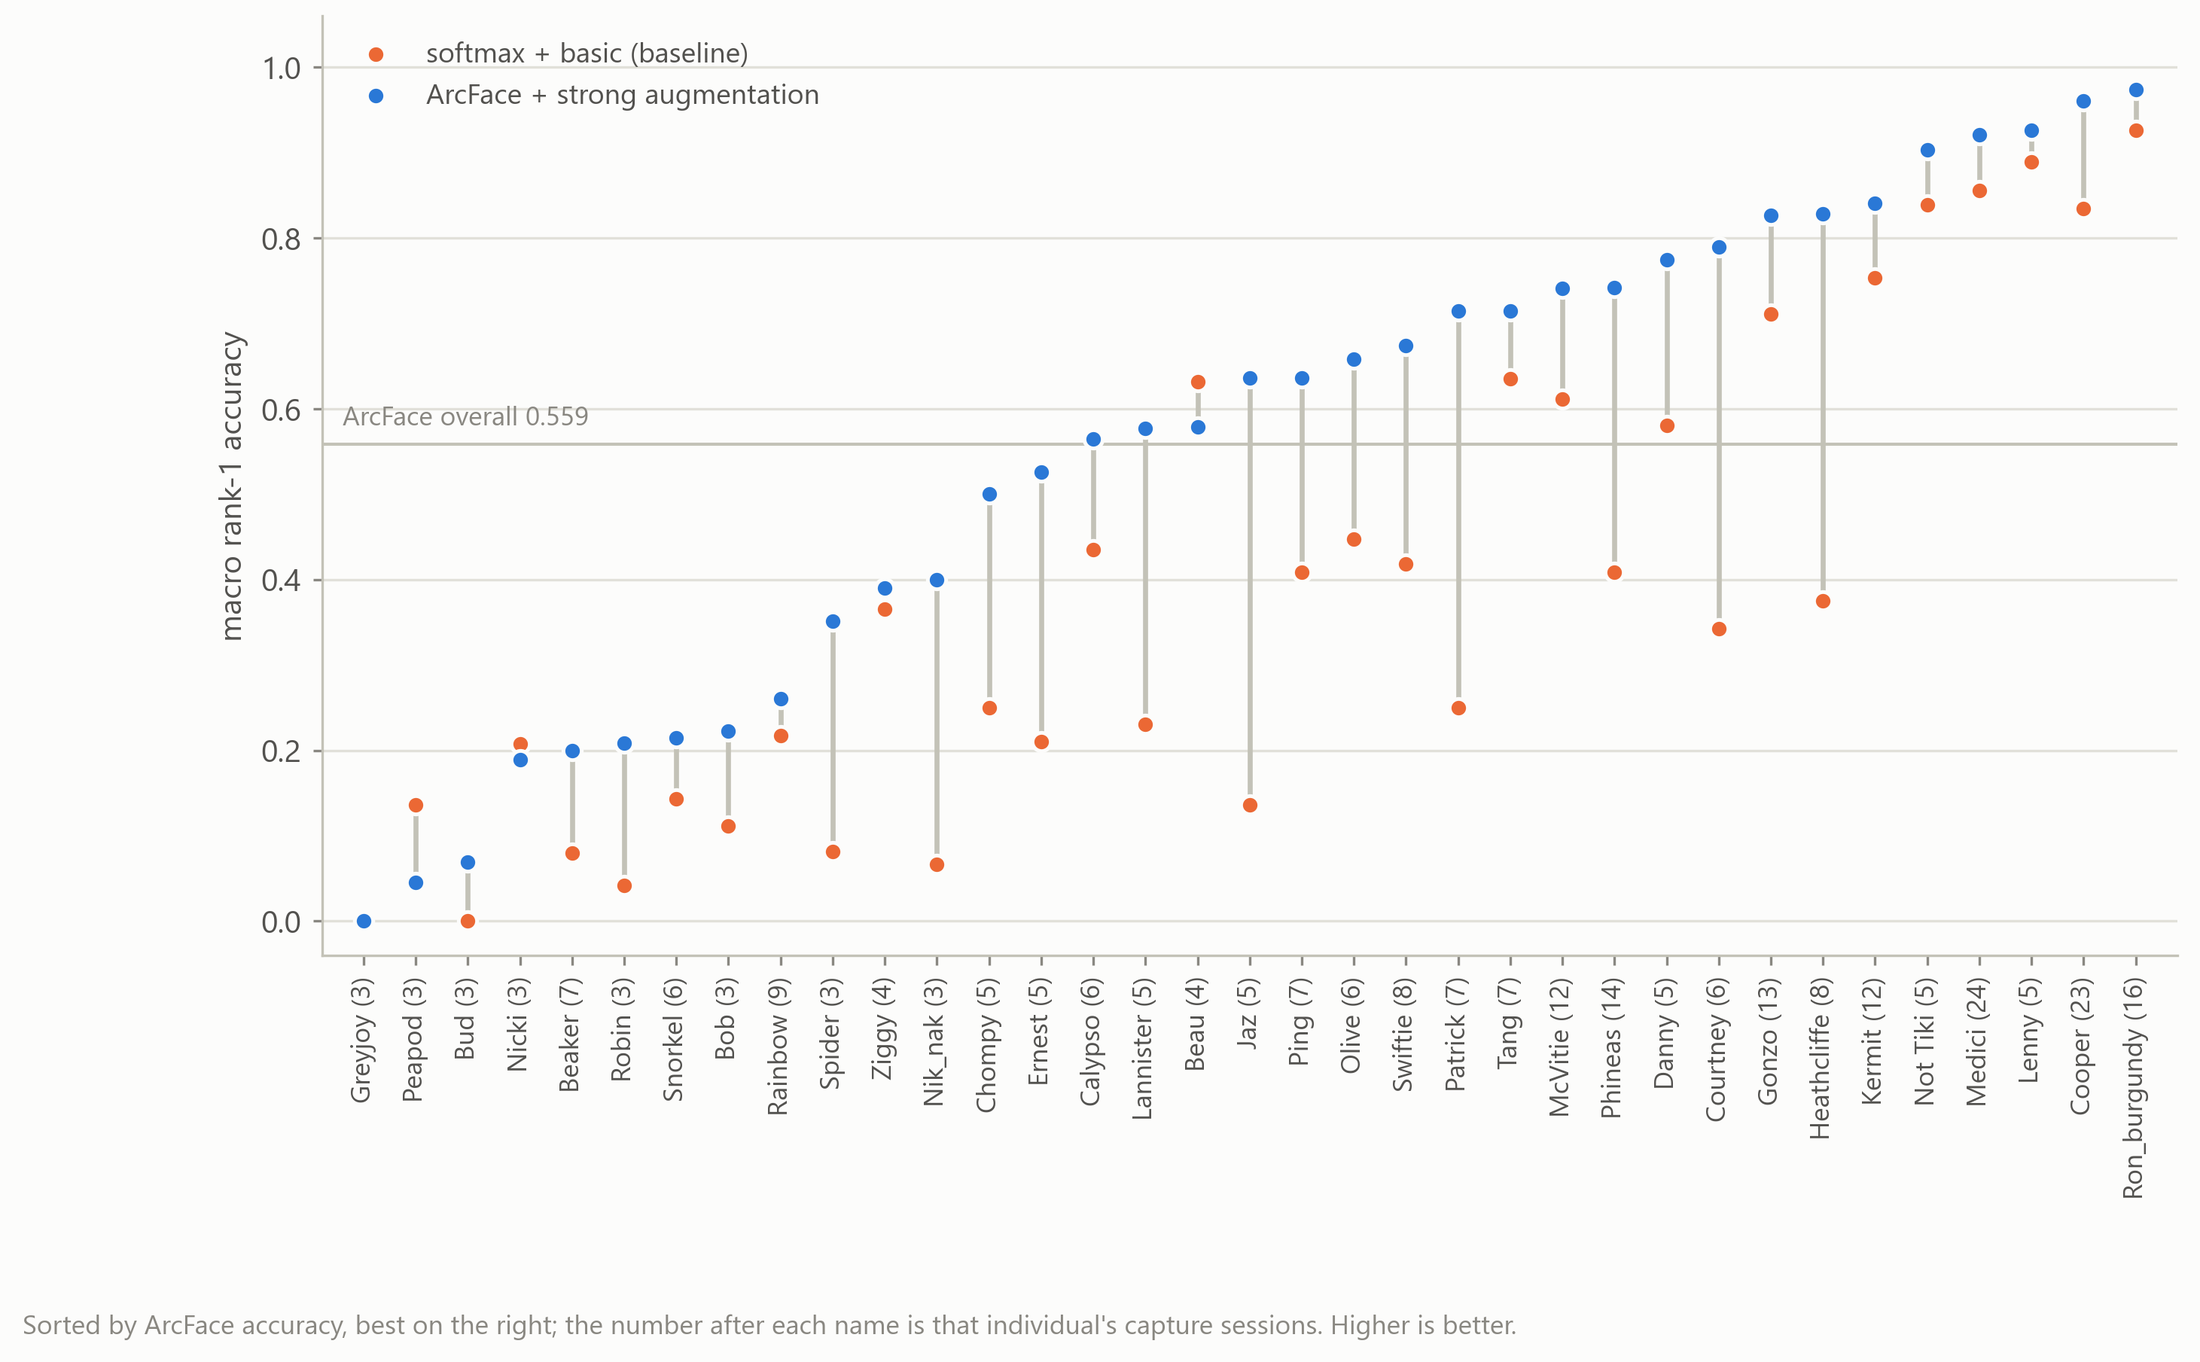 softmax + basic (baseline)
ArcFace + strong augmentation
macro rank-1 accuracy
1.0
0.8
0.6
0.4
0.2
0.0
ArcFace overall 0.559
Greyjoy (3)
Peapod (3)
Bud (3)
Nicki (3)
Beaker (7)
Robin (3)
Snorkel (6)
Bob (3)
Rainbow (9)
Spider (3)
Ziggy (4)
Nik_nak (3)
Chompy (5)
Ernest (5)
Calypso (6)
Lannister (5)
Beau (4)
Jaz (5)
Ping (7)
Olive (6)
Swiftie (8)
Patrick (7)
Tang (7)
McVitie (12)
Phineas (14)
Danny (5)
Courtney (6)
Gonzo (13)
Heathcliffe (8)
Kermit (12)
Not Tiki (5)
Medici (24)
Lenny (5)
Cooper (23)
Ron_burgundy (16)
Sorted by ArcFace accuracy, best on the right; the number after each name is that individual's capture sessions. Higher is better.